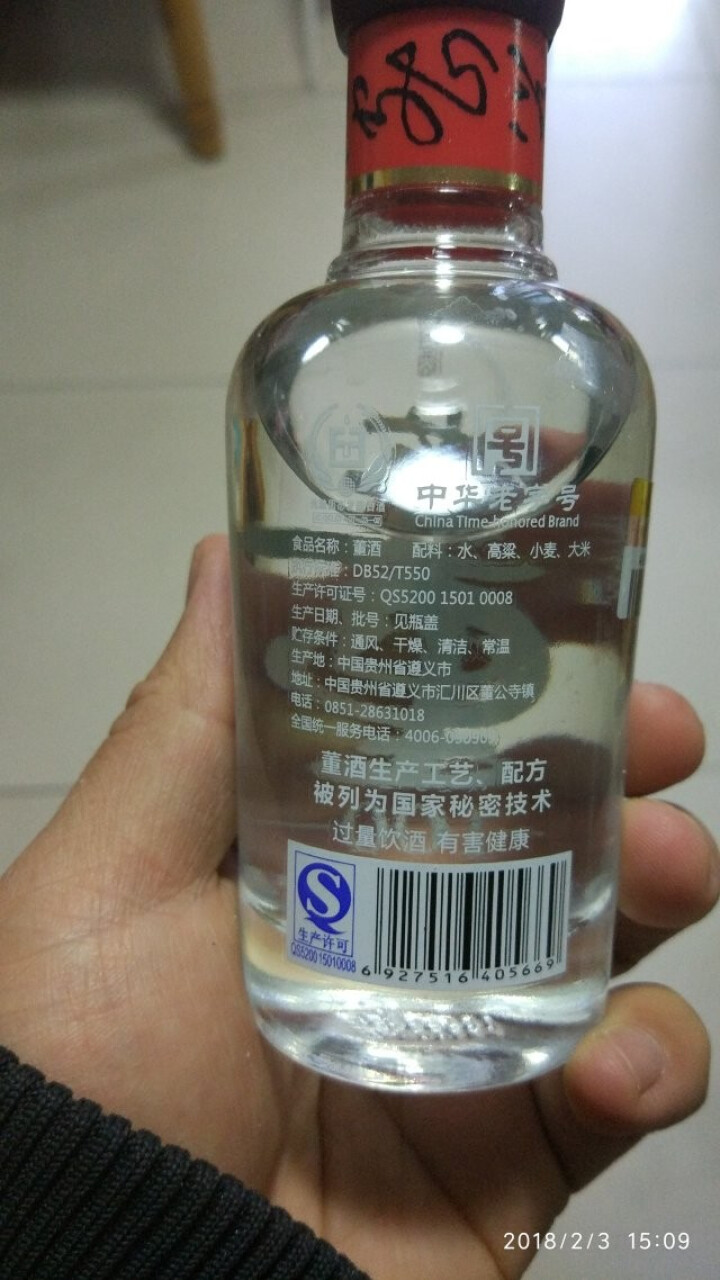 号
中华老字号
China Time-honored Brand
食品名称：董酒 配料：水、高粱、小麦、大米
DB52/T550
生产许可证号：QS5200 1501 0008
生产日期、批号：见瓶盖
贮存条件：通风、干燥、清洁、常温
生产地：中国贵州省遵义市
地址：中国贵州省遵义市汇川区董公寺镇
电话：0851-28631018
全国统一服务电话：4006-
董酒生产工艺、配方
被列为国家秘密技术
过量饮酒 有害健康
生产许可
QS520015010008
6 927516 405669
2018/2/3 15:09